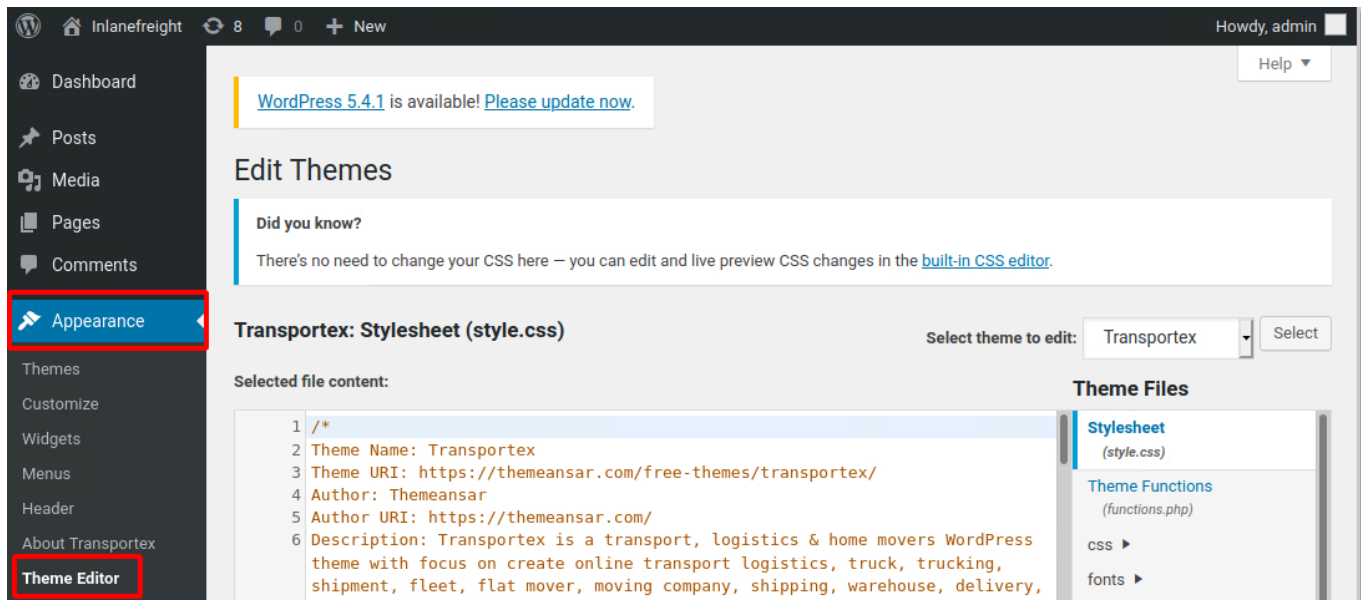 Inlanefreight 8 0 New Howdy, admin
Help
Dashboard
Posts
Media
Pages
Comments
Appearance
Themes
Customize
Widgets
Menus
Header
About Transportex
Theme Editor
WordPress 5.4.1 is available! Please update now.
Edit Themes
Did you know?
There’s no need to change your CSS here — you can edit and live preview CSS changes in the built-in CSS editor.
Transportex: Stylesheet (style.css)
Select theme to edit: Transportex Select
Selected file content:
1 /*
2 Theme Name: Transportex
3 Theme URI: https://themeansar.com/free-themes/transportex/
4 Author: Themeansar
5 Author URI: https://themeansar.com/
6 Description: Transportex is a transport, logistics & home movers WordPress
theme with focus on create online transport logistics, truck, trucking,
shipment, fleet, flat mover, moving company, shipping, warehouse, delivery,
Theme Files
Stylesheet
(style.css)
Theme Functions
(functions.php)
css
fonts